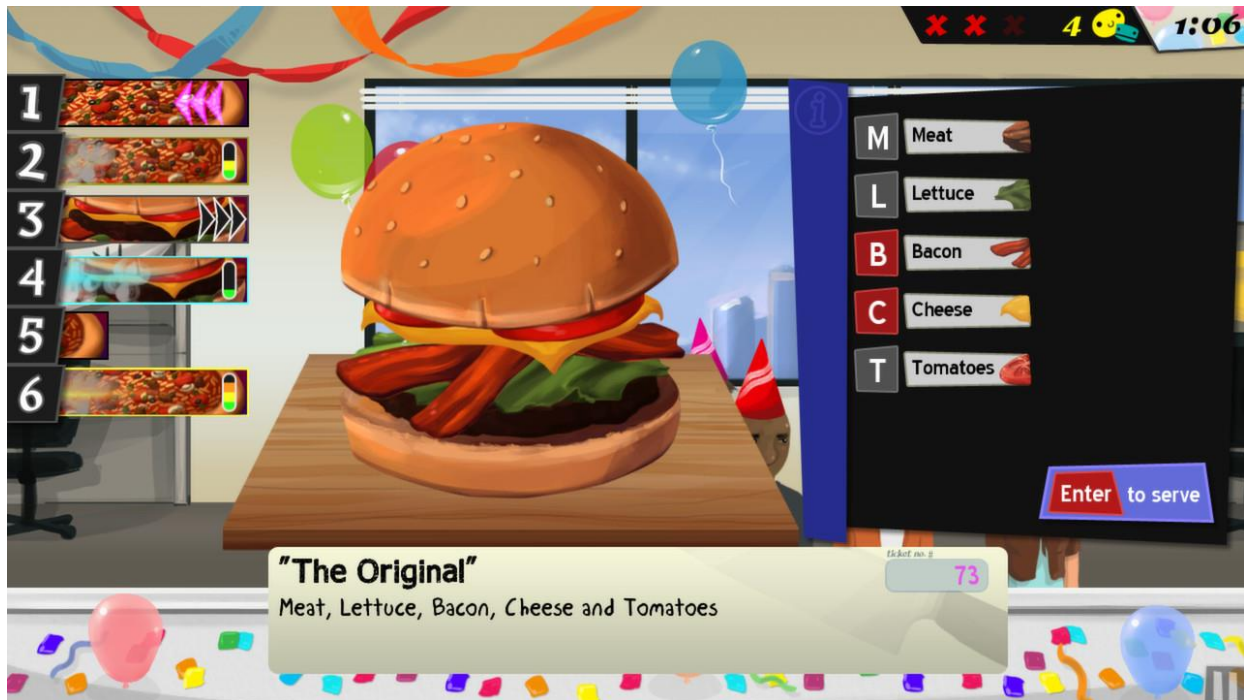 4
1:06
1
2
3
4
5
6
M Meat
L Lettuce
B Bacon
C Cheese
T Tomatoes
Enter to serve
"The Original"
ticket no. #
73
Meat, Lettuce, Bacon, Cheese and Tomatoes